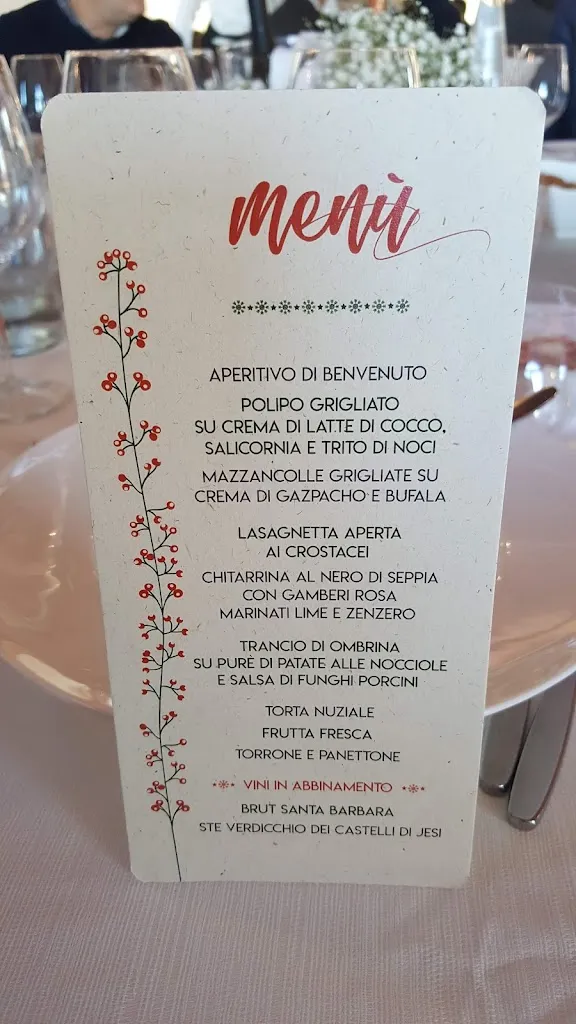 menù
APERITIVO DI BENVENUTO
POLIPO GRIGLIATO
SU CREMA DI LATTE DI COCCO,
SALICORNIA E TRITO DI NOCI
MAZZANCOLLE GRIGLIATE SU
CREMA DI GAZPACHO E BUFALA
LASAGNETTA APERTA
AI CROSTACEI
CHITARRINA AL NERO DI SEPPIA
CON GAMBERI ROSA
MARINATI LIME E ZENZERO
TRANCIO DI OMBRINA
SU PURÈ DI PATATE ALLE NOCCIOLE
E SALSA DI FUNGHI PORCINI
TORTA NUZIALE
FRUTTA FRESCA
TORRONE E PANETTONE
VINI IN ABBINAMENTO
BRUT SANTA BARBARA
STE VERDICCHIO DEI CASTELLI DI JESI